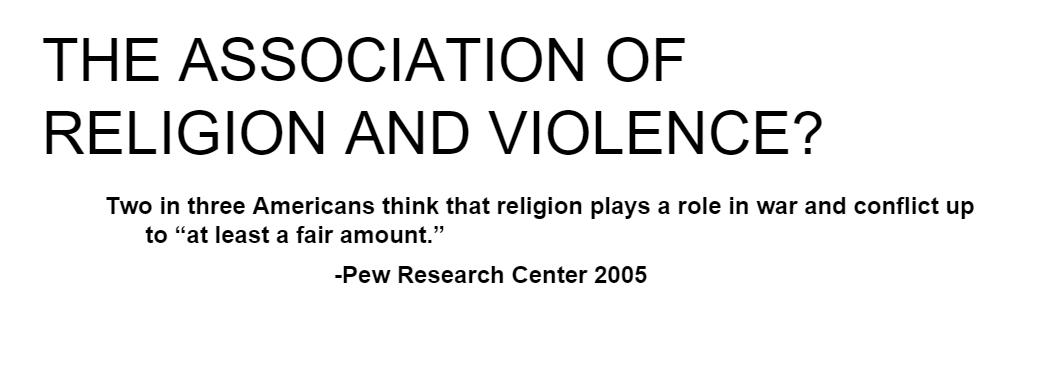 THE ASSOCIATION OF
RELIGION AND VIOLENCE?
Two in three Americans think that religion plays a role in war and conflict up
to “at least a fair amount.”
-Pew Research Center 2005